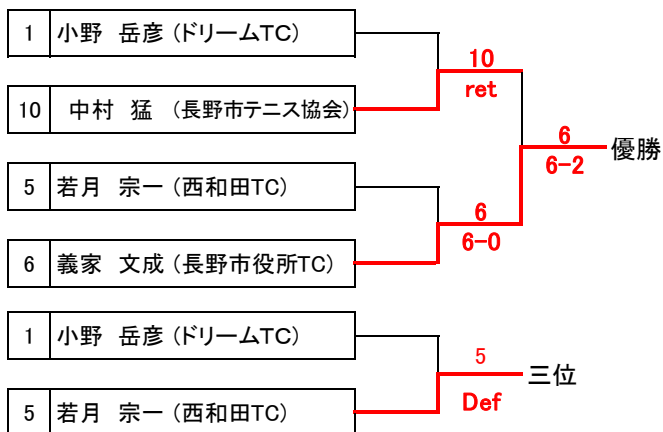 1 小野 岳彦 (ドリームTC)
10
ret
10 中村 猛 (長野市テニス協会)
6
6-2
優勝
5 若月 宗一 (西和田TC)
6
6-0
6 義家 文成 (長野市役所TC)
1 小野 岳彦 (ドリームTC)
5
Def
三位
5 若月 宗一 (西和田TC)